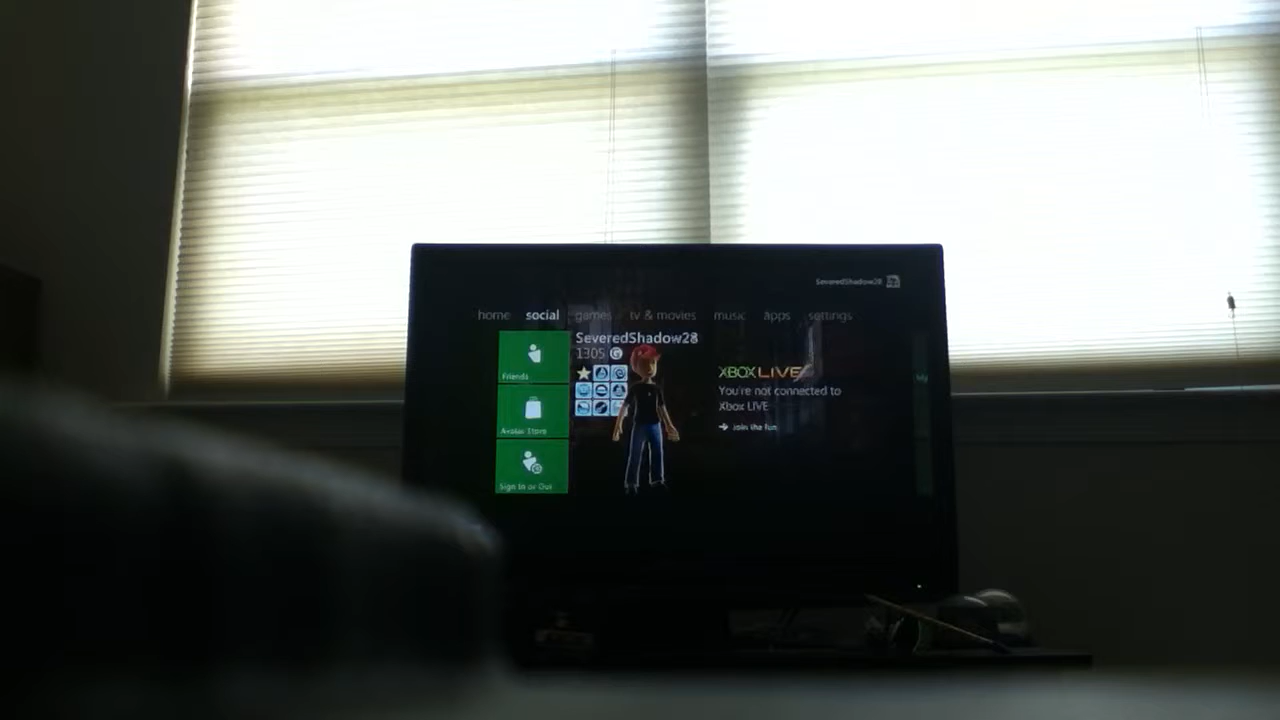 SeveredShadow28
home social games tv & movies music apps settings
SeveredShadow28
1305 G
Friends
Avatar Store
Sign In or Out
XBOX LIVE
You're not connected to
Xbox LIVE
Join the fun
My